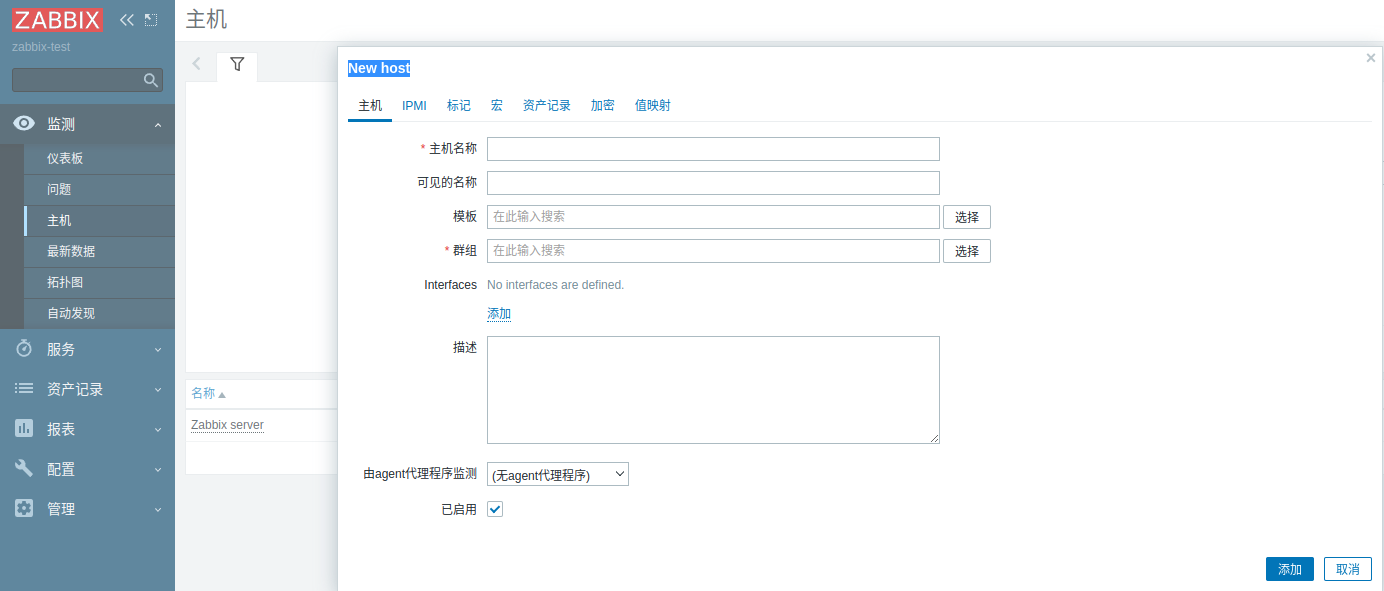 ZABBIX
zabbix-test
监测
仪表板
问题
主机
最新数据
拓扑图
自动发现
服务
资产记录
报表
配置
管理
主机
名称
Zabbix server
New host
主机 IPMI 标记 宏 资产记录 加密 值映射
* 主机名称
可见的名称
模板 在此输入搜索 选择
* 群组 在此输入搜索 选择
Interfaces No interfaces are defined.
添加
描述
由agent代理程序监测 (无agent代理程序)
已启用
添加 取消